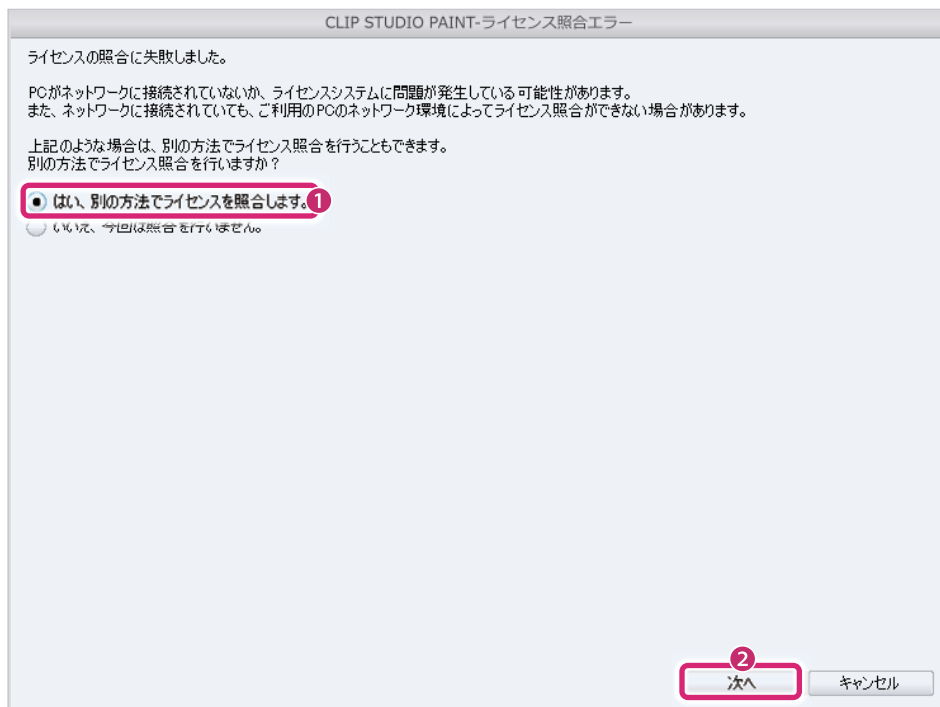 CLIP STUDIO PAINT-ライセンス照合エラー
ライセンスの照合に失敗しました。
PCがネットワークに接続されていないか、ライセンスシステムに問題が発生している可能性があります。
また、ネットワークに接続されていても、ご利用のPCのネットワーク環境によってライセンス照合ができない場合があります。
上記のような場合は、別の方法でライセンス照合を行うこともできます。
別の方法でライセンス照合を行いますか？
はい、別の方法でライセンスを照合します。 1
いいえ、今回は照合を行いません。
2
次へ キャンセル